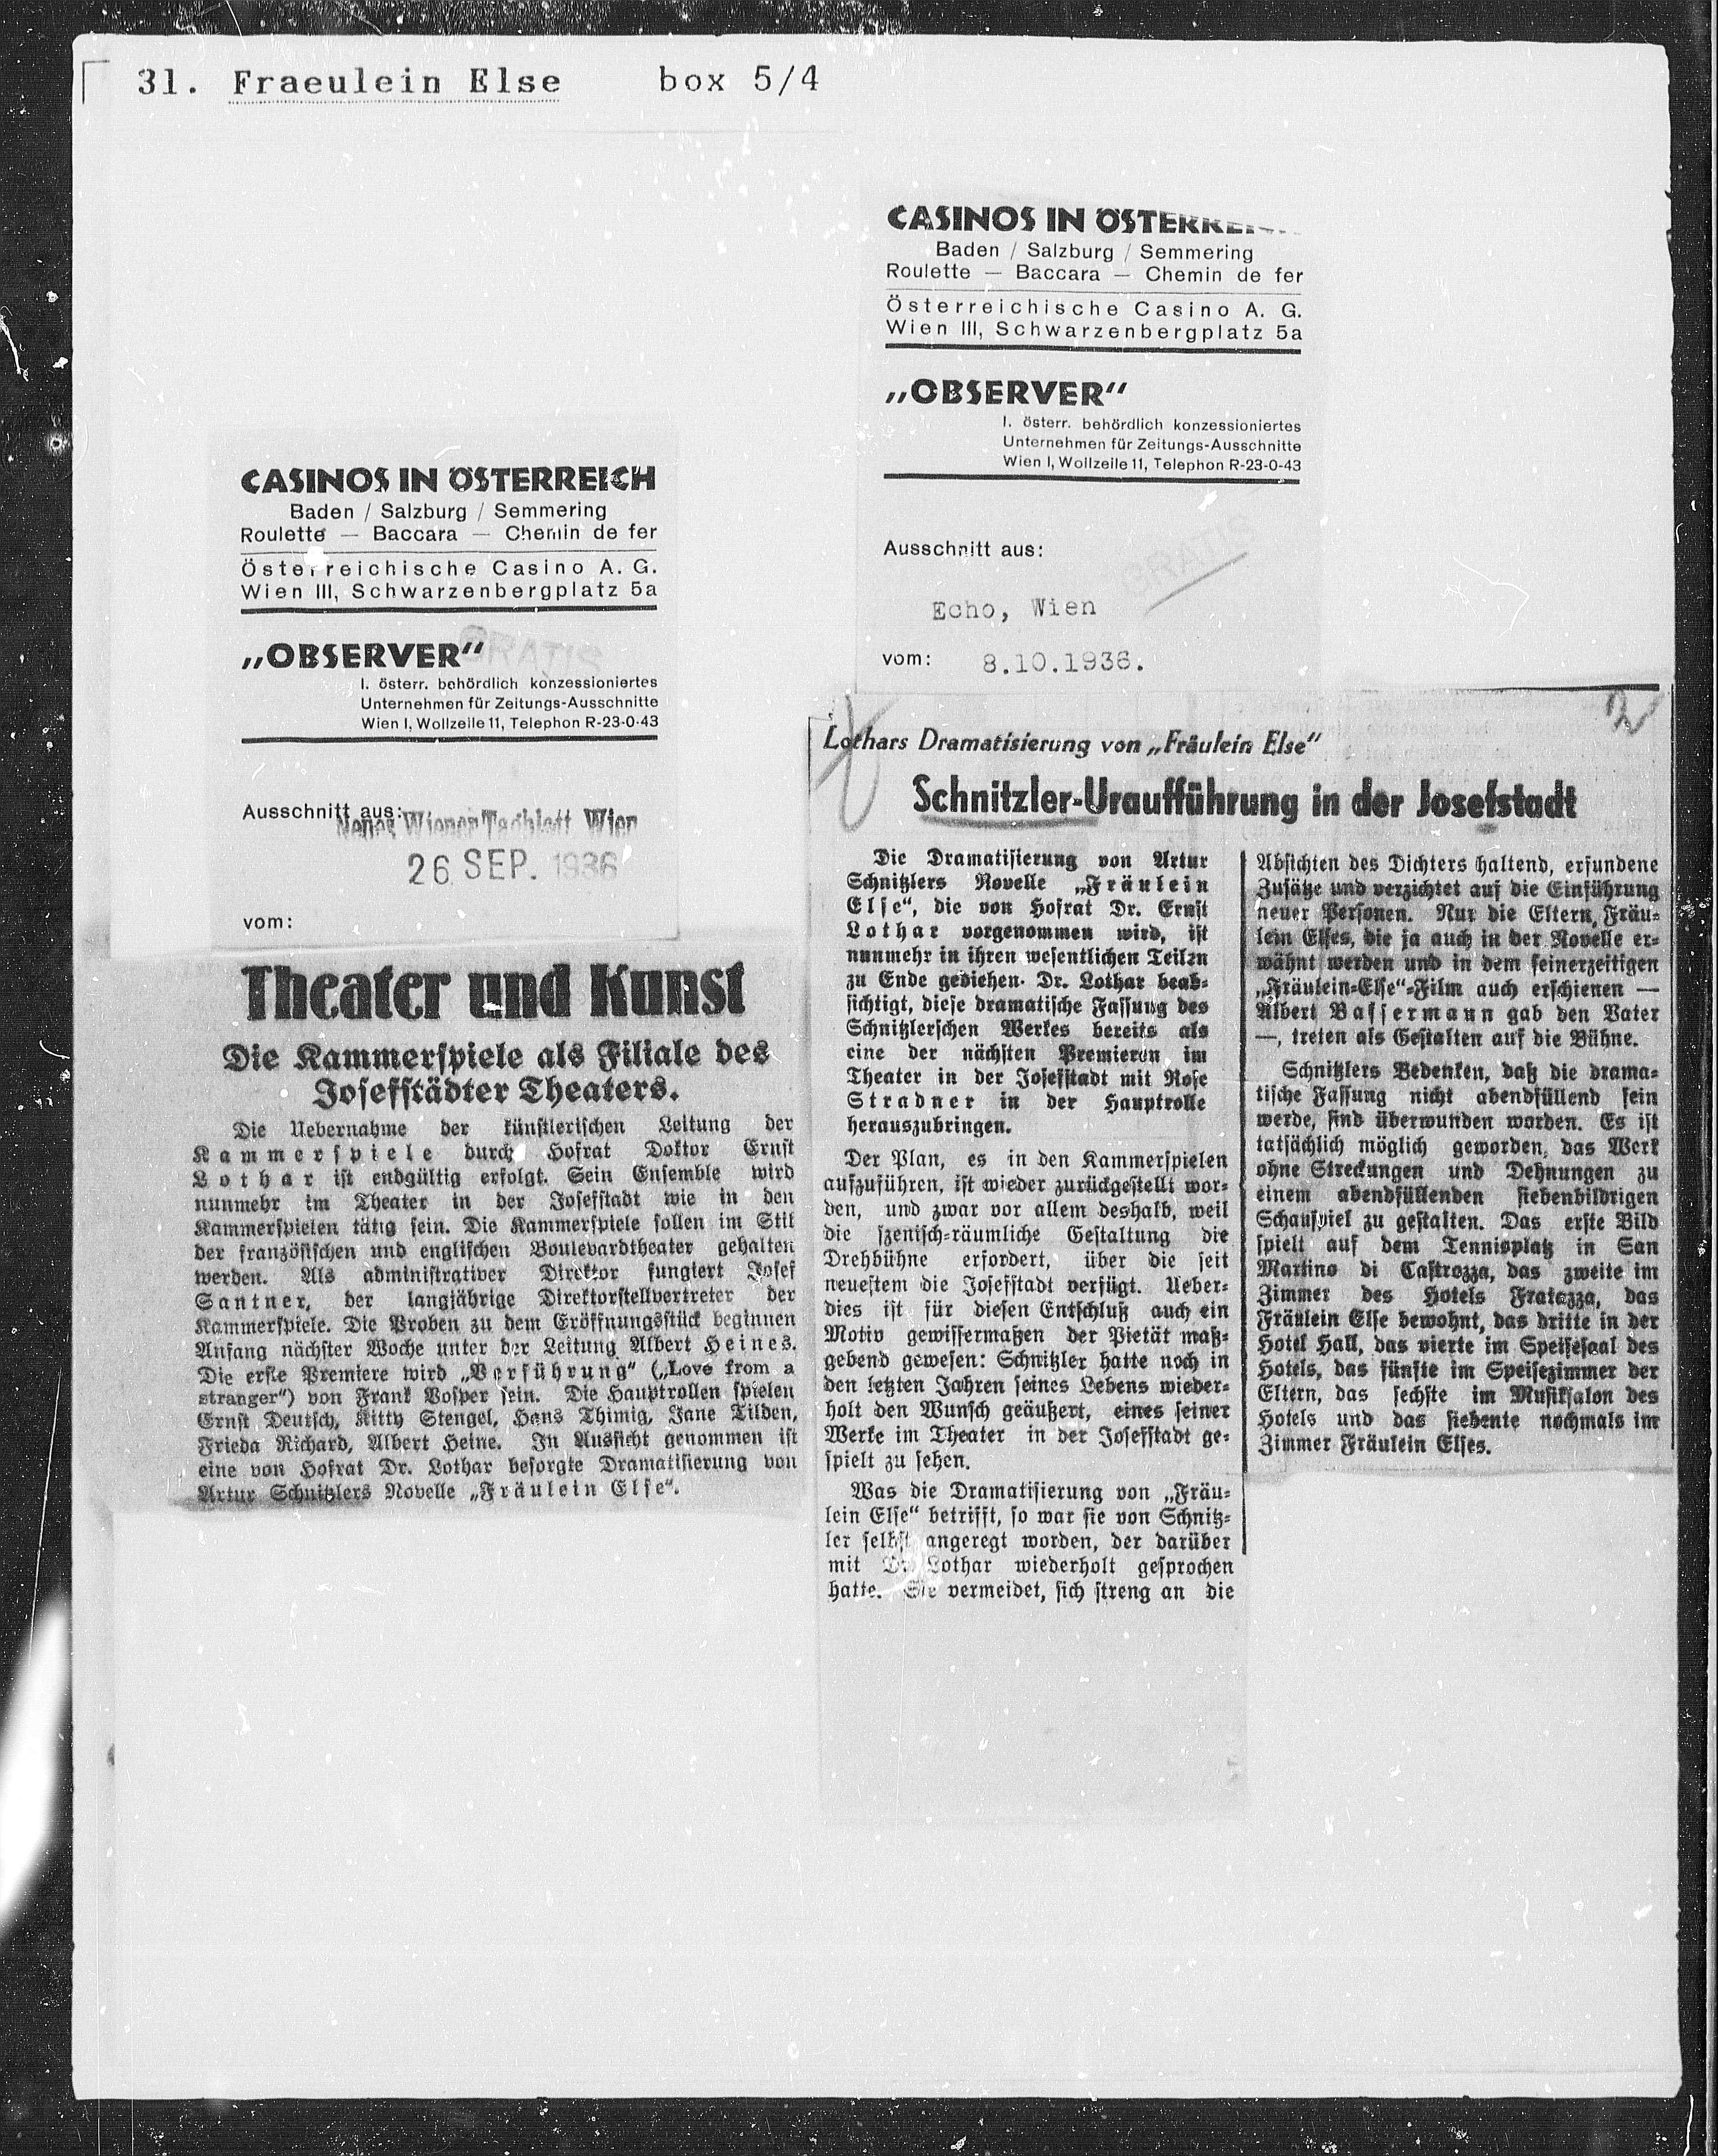 31. Fraeulein Else box 5/4
CASINOS IN ÖSTERREICH
Baden / Salzburg / Semmering
Roulette — Baccara — Chemin de fer
Österreichische Casino A. G.
Wien III, Schwarzenbergplatz 5a
„OBSERVER“
GRATIS
I. österr. behördlich konzessioniertes
Unternehmen für Zeitungs-Ausschnitte
Wien I, Wollzeile 11, Telephon R-23-0-43
Ausschnitt aus:
Neues Wiener Tagblatt Wien
26 SEP. 1936
vom:
Theater und Kunst
Die Kammerspiele als Filiale des
Josefstädter Theaters.
Die Uebernahme der künstlerischen Leitung der
Kammerspiele durch Hofrat Doktor Ernst
Lothar ist endgültig erfolgt. Sein Ensemble wird
nunmehr im Theater in der Josefstadt wie in den
Kammerspielen tätig sein. Die Kammerspiele sollen im Stil
der französischen und englischen Boulevardtheater gehalten
werden. Als administrativer Direktor fungiert Josef
Santner, der langjährige Direktorstellvertreter der
Kammerspiele. Die Proben zu dem Eröffnungsstück beginnen
Anfang nächster Woche unter der Leitung Albert Heines.
Die erste Premiere wird „Verführung“ („Love from a
stranger“) von Frank Vosper sein. Die Hauptrollen spielen
Ernst Deutsch, Kitty Stengel, Hans Thimig, Jane Tilden,
Frieda Richard, Albert Heine. In Aussicht genommen ist
eine von Hofrat Dr. Lothar besorgte Dramatisierung von
Artur Schnitzlers Novelle „Fräulein Else“.
CASINOS IN ÖSTERREICH
Baden / Salzburg / Semmering
Roulette — Baccara — Chemin de fer
Österreichische Casino A. G.
Wien III, Schwarzenbergplatz 5a
„OBSERVER“
I. österr. behördlich konzessioniertes
Unternehmen für Zeitungs-Ausschnitte
Wien I, Wollzeile 11, Telephon R-23-0-43
Ausschnitt aus:
GRATIS
Echo, Wien
vom: 8.10.1936.
Lothars Dramatisierung von „Fräulein Else“
Schnitzler-Uraufführung in der Josefstadt
Die Dramatisierung von Artur
Schnitzlers Novelle „Fräulein
Else“, die von Hofrat Dr. Ernst
Lothar vorgenommen wird, ist
nunmehr in ihren wesentlichen Teilen
zu Ende gediehen. Dr. Lothar beab-
sichtigt, diese dramatische Fassung des
Schnitzlerschen Werkes bereits als
eine der nächsten Premieren im
Theater in der Josefstadt mit Rose
Stradner in der Hauptrolle
herauszubringen.
Der Plan, es in den Kammerspielen
aufzuführen, ist wieder zurückgestellt wor-
den, und zwar vor allem deshalb, weil
die szenisch-räumliche Gestaltung die
Drehbühne erfordert, über die seit
neuestem die Josefstadt verfügt. Ueber-
dies ist für diesen Entschluß auch ein
Motiv gewissermaßen der Pietät maß-
gebend gewesen: Schnitzler hatte noch in
den letzten Jahren seines Lebens wieder-
holt den Wunsch geäußert, eines seiner
Werke im Theater in der Josefstadt ge-
spielt zu sehen.
Was die Dramatisierung von „Fräu-
lein Else“ betrifft, so war sie von Schnitz-
ler selbst angeregt worden, der darüber
mit Dr. Lothar wiederholt gesprochen
hatte. Sie vermeidet, sich streng an die
Absichten des Dichters haltend, erfundene
Zusätze und verzichtet auf die Einführung
neuer Personen. Nur die Eltern Fräu-
lein Elses, die ja auch in der Novelle er-
wähnt werden und in dem seinerzeitigen
„Fräulein-Else“-Film auch erschienen —
Albert Bassermann gab den Vater
—, treten als Gestalten auf die Bühne.
Schnitzlers Bedenken, daß die drama-
tische Fassung nicht abendfüllend sein
werde, sind überwunden worden. Es ist
tatsächlich möglich geworden, das Werk
ohne Streckungen und Dehnungen zu
einem abendfüllenden siebenbildrigen
Schauspiel zu gestalten. Das erste Bild
spielt auf dem Tennisplatz in San
Martino di Castrozza, das zweite im
Zimmer des Hotels Fratazza, das
Fräulein Else bewohnt, das dritte in der
Hotel Hall, das vierte im Speisesaal des
Hotels, das fünfte im Speisezimmer der
Eltern, das sechste im Musiksalon des
Hotels und das siebente nochmals im
Zimmer Fräulein Elses.